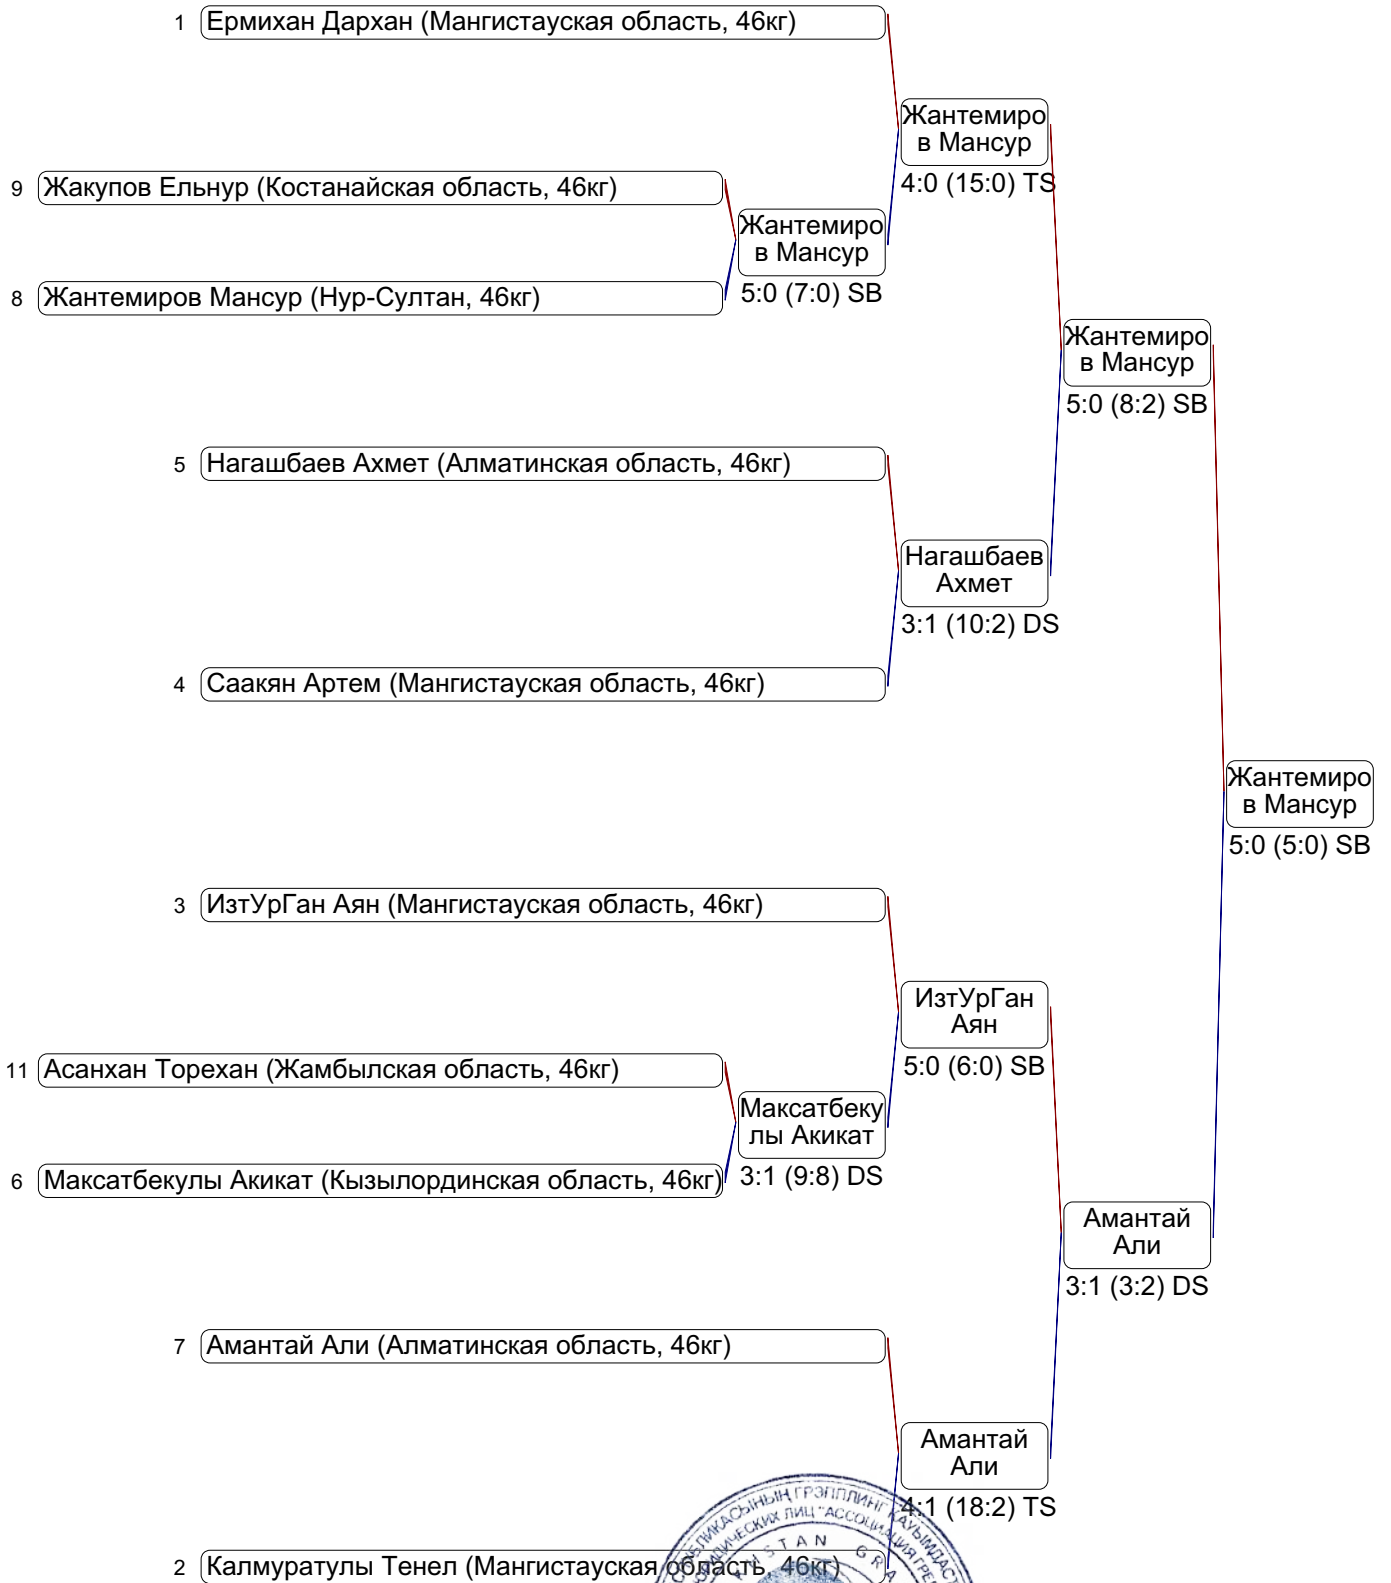 1 Ермихан Дархан (Мангистауская область, 46кг)
Жантемиро
в Мансур
4:0 (15:0) TS
9 Жакупов Ельнур (Костанайская область, 46кг)
Жантемиро
в Мансур
5:0 (7:0) SB
8 Жантемиров Мансур (Нур-Султан, 46кг)
Жантемиро
в Мансур
5:0 (8:2) SB
5 Нагашбаев Ахмет (Алматинская область, 46кг)
Нагашбаев
Ахмет
3:1 (10:2) DS
4 Саакян Артем (Мангистауская область, 46кг)
Жантемиро
в Мансур
5:0 (5:0) SB
3 ИзтУрГан Аян (Мангистауская область, 46кг)
ИзтУрГан
Аян
5:0 (6:0) SB
11 Асанхан Торехан (Жамбылская область, 46кг)
Максатбеку
лы Акикат
3:1 (9:8) DS
6 Максатбекулы Акикат (Кызылординская область, 46кг)
Амантай
Али
3:1 (3:2) DS
7 Амантай Али (Алматинская область, 46кг)
Амантай
Али
4:1 (18:2) TS
2 Калмуратулы Тенел (Мангистауская область, 46кг)